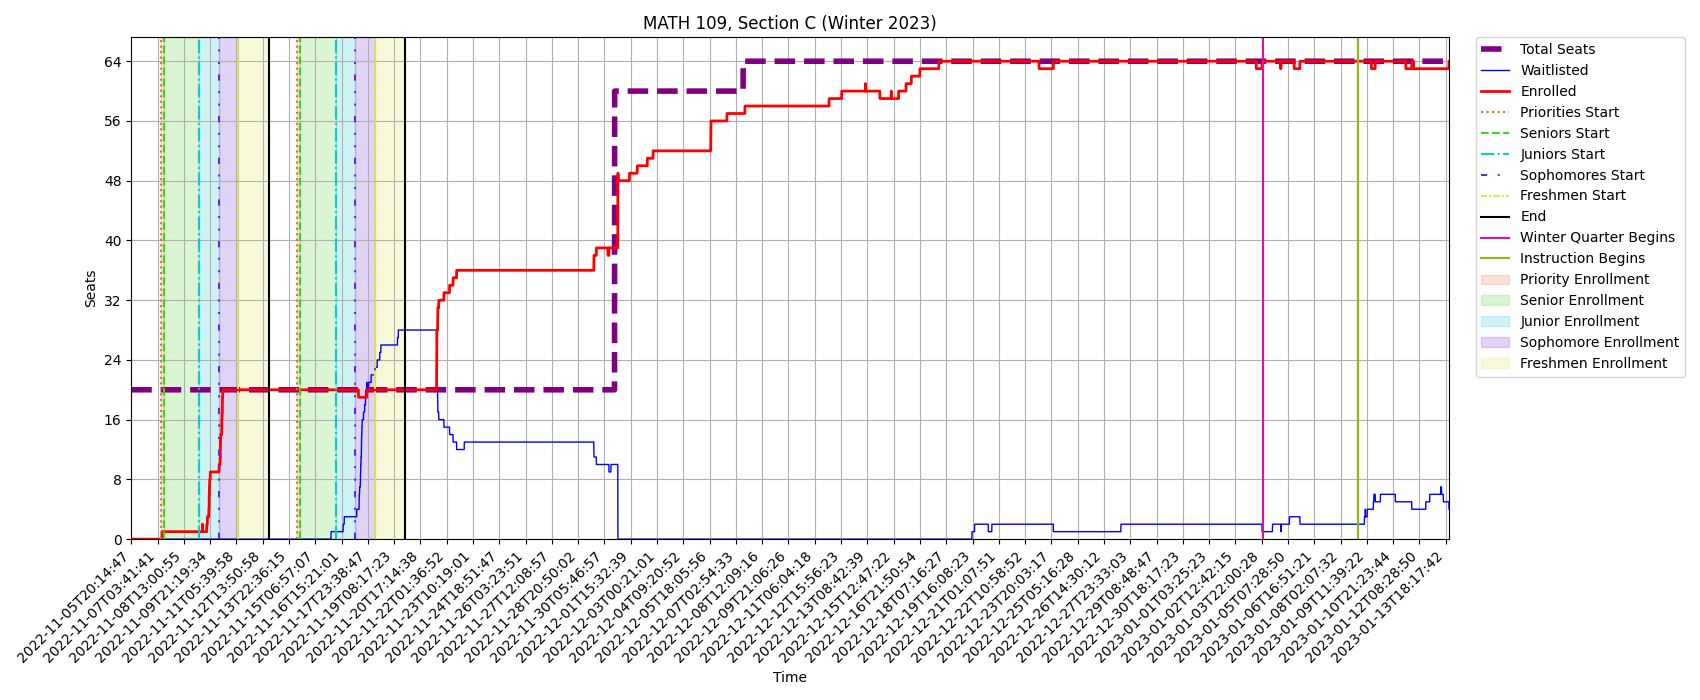 MATH 109, Section C (Winter 2023)
Seats
64
56
48
40
32
24
16
8
0
2022-11-05T20:14:47
2022-11-07T03:41:41
2022-11-08T13:00:55
2022-11-09T21:19:34
2022-11-11T05:39:58
2022-11-12T13:50:58
2022-11-13T22:36:15
2022-11-15T06:57:07
2022-11-16T15:21:01
2022-11-17T23:38:47
2022-11-19T08:17:23
2022-11-20T17:14:38
2022-11-22T01:36:52
2022-11-23T10:19:01
2022-11-24T18:51:47
2022-11-26T03:23:51
2022-11-27T12:08:57
2022-11-28T20:50:02
2022-11-30T05:46:57
2022-12-01T15:32:39
2022-12-03T00:21:01
2022-12-04T09:20:52
2022-12-05T18:05:56
2022-12-07T02:54:33
2022-12-08T12:09:16
2022-12-09T21:06:26
2022-12-11T06:04:18
2022-12-12T15:56:23
2022-12-15T08:42:39
2022-12-15T12:47:22
2022-12-16T21:50:54
2022-12-18T07:16:27
2022-12-19T16:08:23
2022-12-21T01:07:51
2022-12-22T10:58:52
2022-12-23T20:03:17
2022-12-25T05:16:28
2022-12-26T14:30:12
2022-12-27T23:33:03
2022-12-29T08:48:47
2022-12-30T18:17:23
2023-01-01T03:25:23
2023-01-02T12:42:15
2023-01-03T22:00:28
2023-01-05T07:28:50
2023-01-06T16:51:21
2023-01-08T02:07:32
2023-01-09T11:39:22
2023-01-10T21:23:44
2023-01-12T08:28:50
2023-01-13T18:17:42
Time
Total Seats
Waitlisted
Enrolled
Priorities Start
Seniors Start
Juniors Start
Sophomores Start
Freshmen Start
End
Winter Quarter Begins
Instruction Begins
Priority Enrollment
Senior Enrollment
Junior Enrollment
Sophomore Enrollment
Freshmen Enrollment